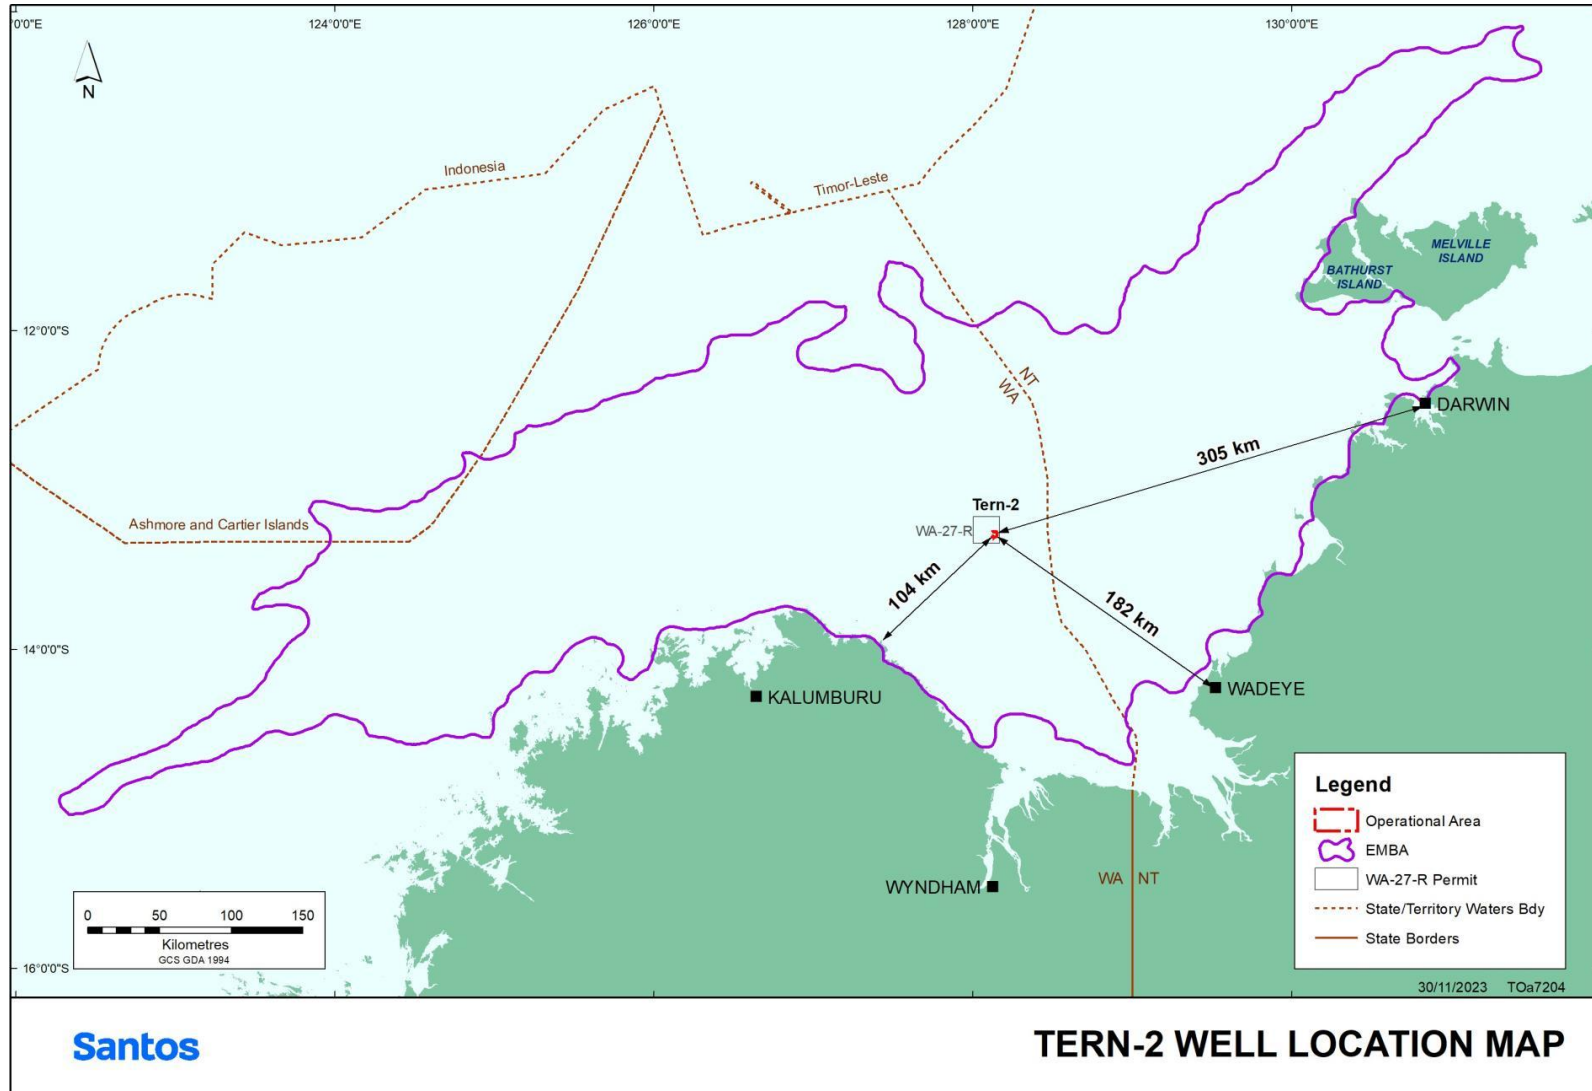 7°0'0"E
124°0'0"E
126°0'0"E
128°0'0"E
130°0'0"E
N
Indonesia
Timor-Leste
MELVILLE
ISLAND
BATHURST
ISLAND
12°0'0"S
NT
WA
DARWIN
305 km
Tern-2
WA-27-R
Ashmore and Cartier Islands
104 km
182 km
14°0'0"S
KALUMBURU
WADEYE
WYNDHAM
WA NT
Legend
Operational Area
EMBA
WA-27-R Permit
State/Territory Waters Bdy
State Borders
0 50 100 150
Kilometres
GCS GDA 1994
16°0'0"S
30/11/2023 TOa7204
Santos
TERN-2 WELL LOCATION MAP